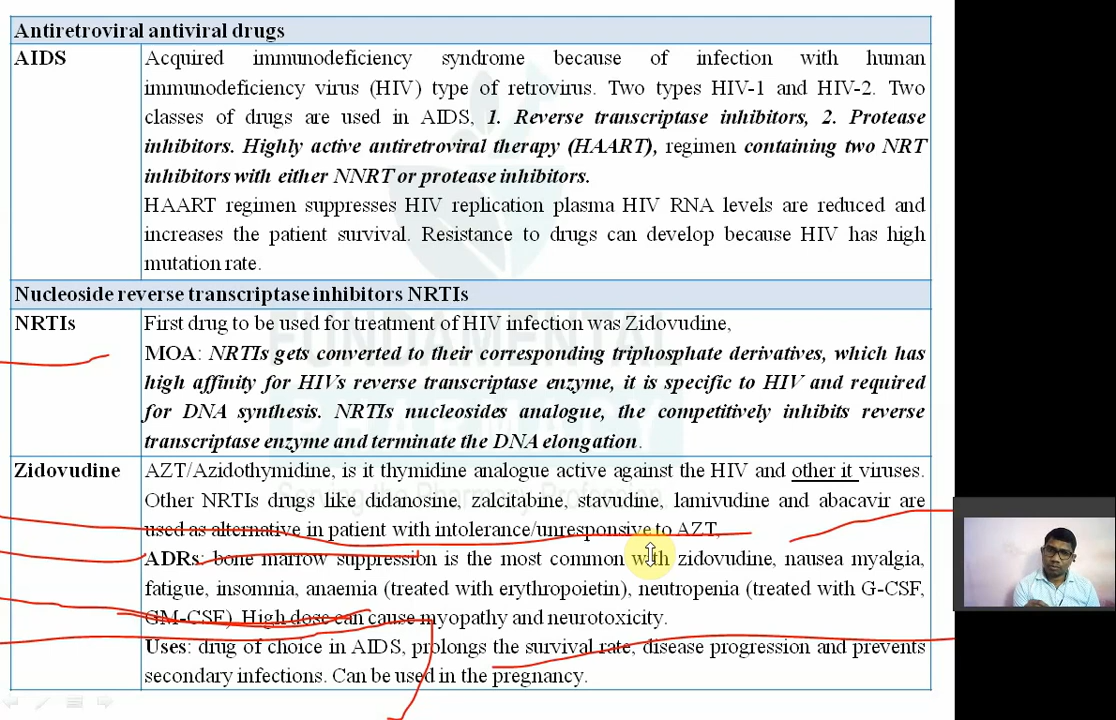 Antiretroviral antiviral drugs
AIDS
Acquired immunodeficiency syndrome because of infection with human
immunodeficiency virus (HIV) type of retrovirus. Two types HIV-1 and HIV-2. Two
classes of drugs are used in AIDS, 1. Reverse transcriptase inhibitors, 2. Protease
inhibitors. Highly active antiretroviral therapy (HAART), regimen containing two NRT
inhibitors with either NNRT or protease inhibitors.
HAART regimen suppresses HIV replication plasma HIV RNA levels are reduced and
increases the patient survival. Resistance to drugs can develop because HIV has high
mutation rate.
Nucleoside reverse transcriptase inhibitors NRTIs
NRTIs
First drug to be used for treatment of HIV infection was Zidovudine,
MOA: NRTIs gets converted to their corresponding triphosphate derivatives, which has
high affinity for HIVs reverse transcriptase enzyme, it is specific to HIV and required
for DNA synthesis. NRTIs nucleosides analogue, the competitively inhibits reverse
transcriptase enzyme and terminate the DNA elongation.
Zidovudine
AZT/Azidothymidine, is it thymidine analogue active against the HIV and other it viruses.
Other NRTIs drugs like didanosine, zalcitabine, stavudine, lamivudine and abacavir are
used as alternative in patient with intolerance/unresponsive to AZT,
ADRs: bone marrow suppression is the most common with zidovudine, nausea myalgia,
fatigue, insomnia, anaemia (treated with erythropoietin), neutropenia (treated with G-CSF,
GM-CSF). High dose can cause myopathy and neurotoxicity.
Uses: drug of choice in AIDS, prolongs the survival rate, disease progression and prevents
secondary infections. Can be used in the pregnancy.
FUNDAMENTAL
PHARMACY